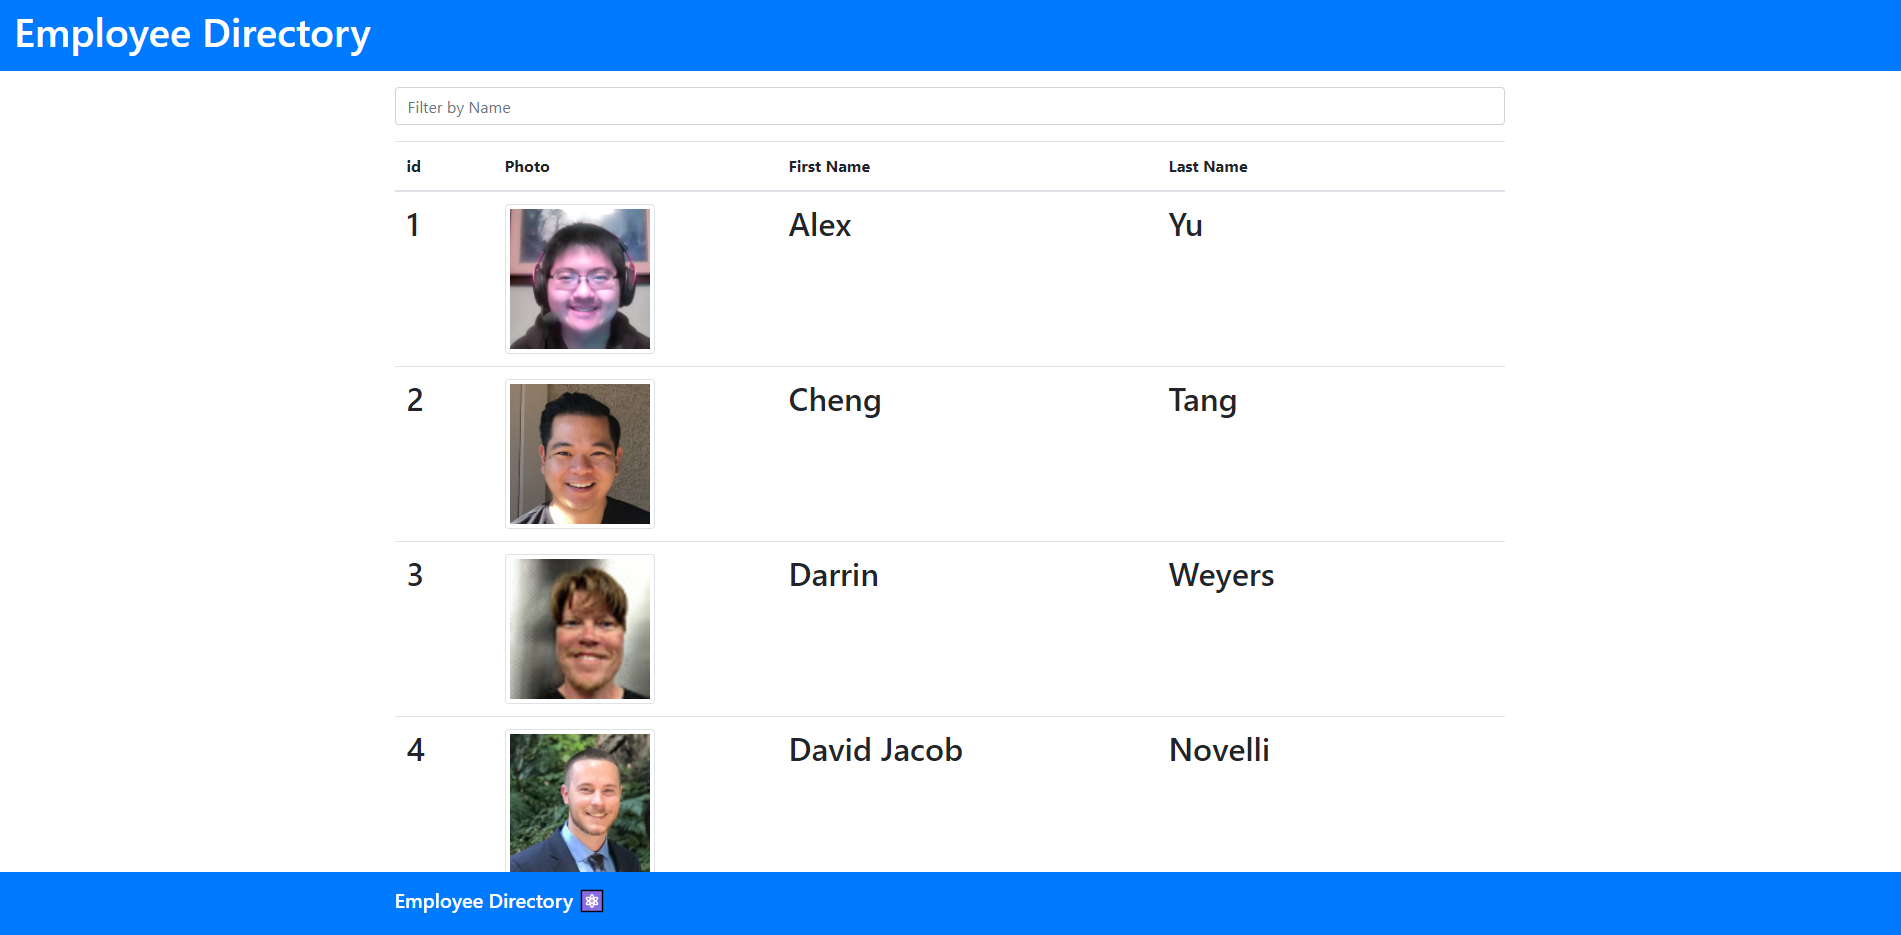 Employee Directory
Filter by Name
id Photo First Name Last Name
1 Alex Yu
2 Cheng Tang
3 Darrin Weyers
4 David Jacob Novelli
Employee Directory ⚛